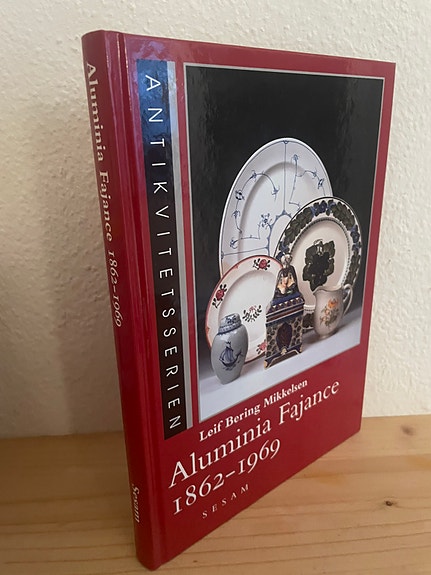 Aluminia Fajance 1862-1969
Sesam
ANTIKVITETSSERIEN
Leif Bering Mikkelsen
Aluminia Fajance
1862-1969
SESAM